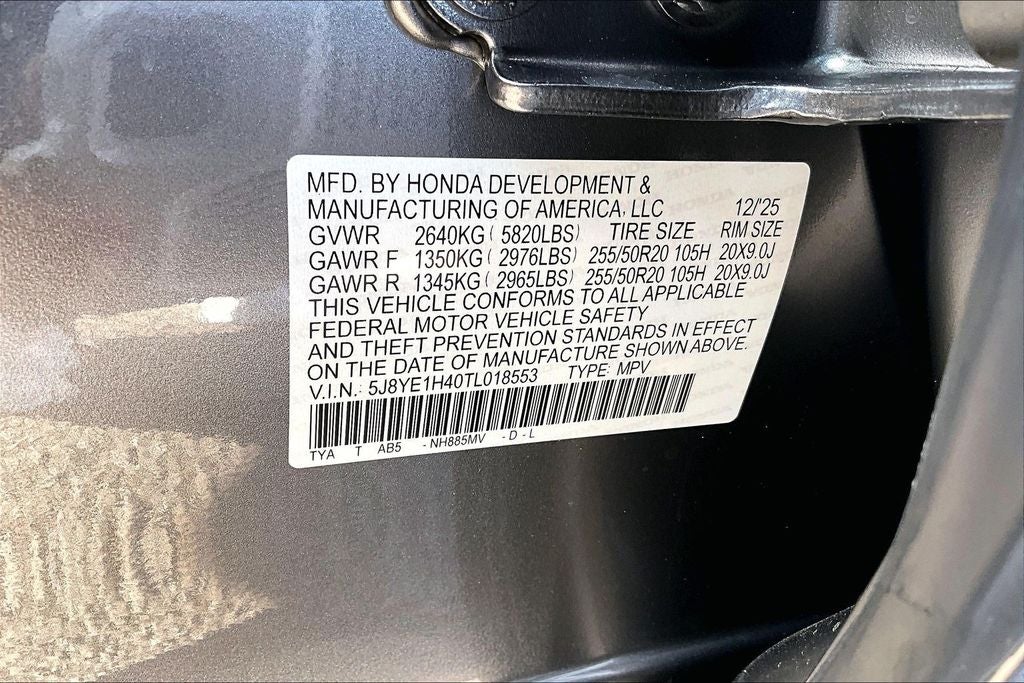 MFD. BY HONDA DEVELOPMENT &
MANUFACTURING OF AMERICA, LLC 12/'25
GVWR 2640KG ( 5820LBS) TIRE SIZE RIM SIZE
GAWR F 1350KG ( 2976LBS) 255/50R20 105H 20X9.0J
GAWR R 1345KG ( 2965LBS) 255/50R20 105H 20X9.0J
THIS VEHICLE CONFORMS TO ALL APPLICABLE
FEDERAL MOTOR VEHICLE SAFETY
AND THEFT PREVENTION STANDARDS IN EFFECT
ON THE DATE OF MANUFACTURE SHOWN ABOVE.
V.I.N.: 5J8YE1H40TL018553 TYPE: MPV
TYA T AB5 - NH885MV - D - L